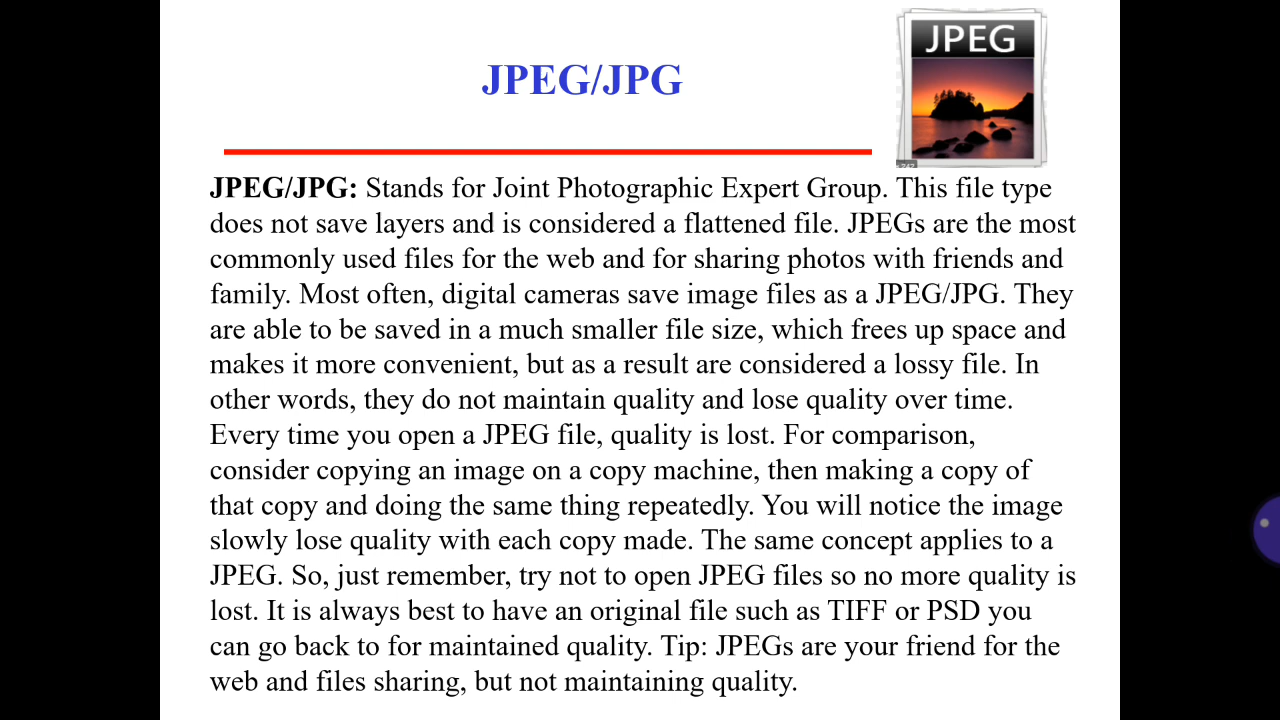 JPEG
JPEG/JPG
JPEG/JPG: Stands for Joint Photographic Expert Group. This file type
does not save layers and is considered a flattened file. JPEGs are the most
commonly used files for the web and for sharing photos with friends and
family. Most often, digital cameras save image files as a JPEG/JPG. They
are able to be saved in a much smaller file size, which frees up space and
makes it more convenient, but as a result are considered a lossy file. In
other words, they do not maintain quality and lose quality over time.
Every time you open a JPEG file, quality is lost. For comparison,
consider copying an image on a copy machine, then making a copy of
that copy and doing the same thing repeatedly. You will notice the image
slowly lose quality with each copy made. The same concept applies to a
JPEG. So, just remember, try not to open JPEG files so no more quality is
lost. It is always best to have an original file such as TIFF or PSD you
can go back to for maintained quality. Tip: JPEGs are your friend for the
web and files sharing, but not maintaining quality.